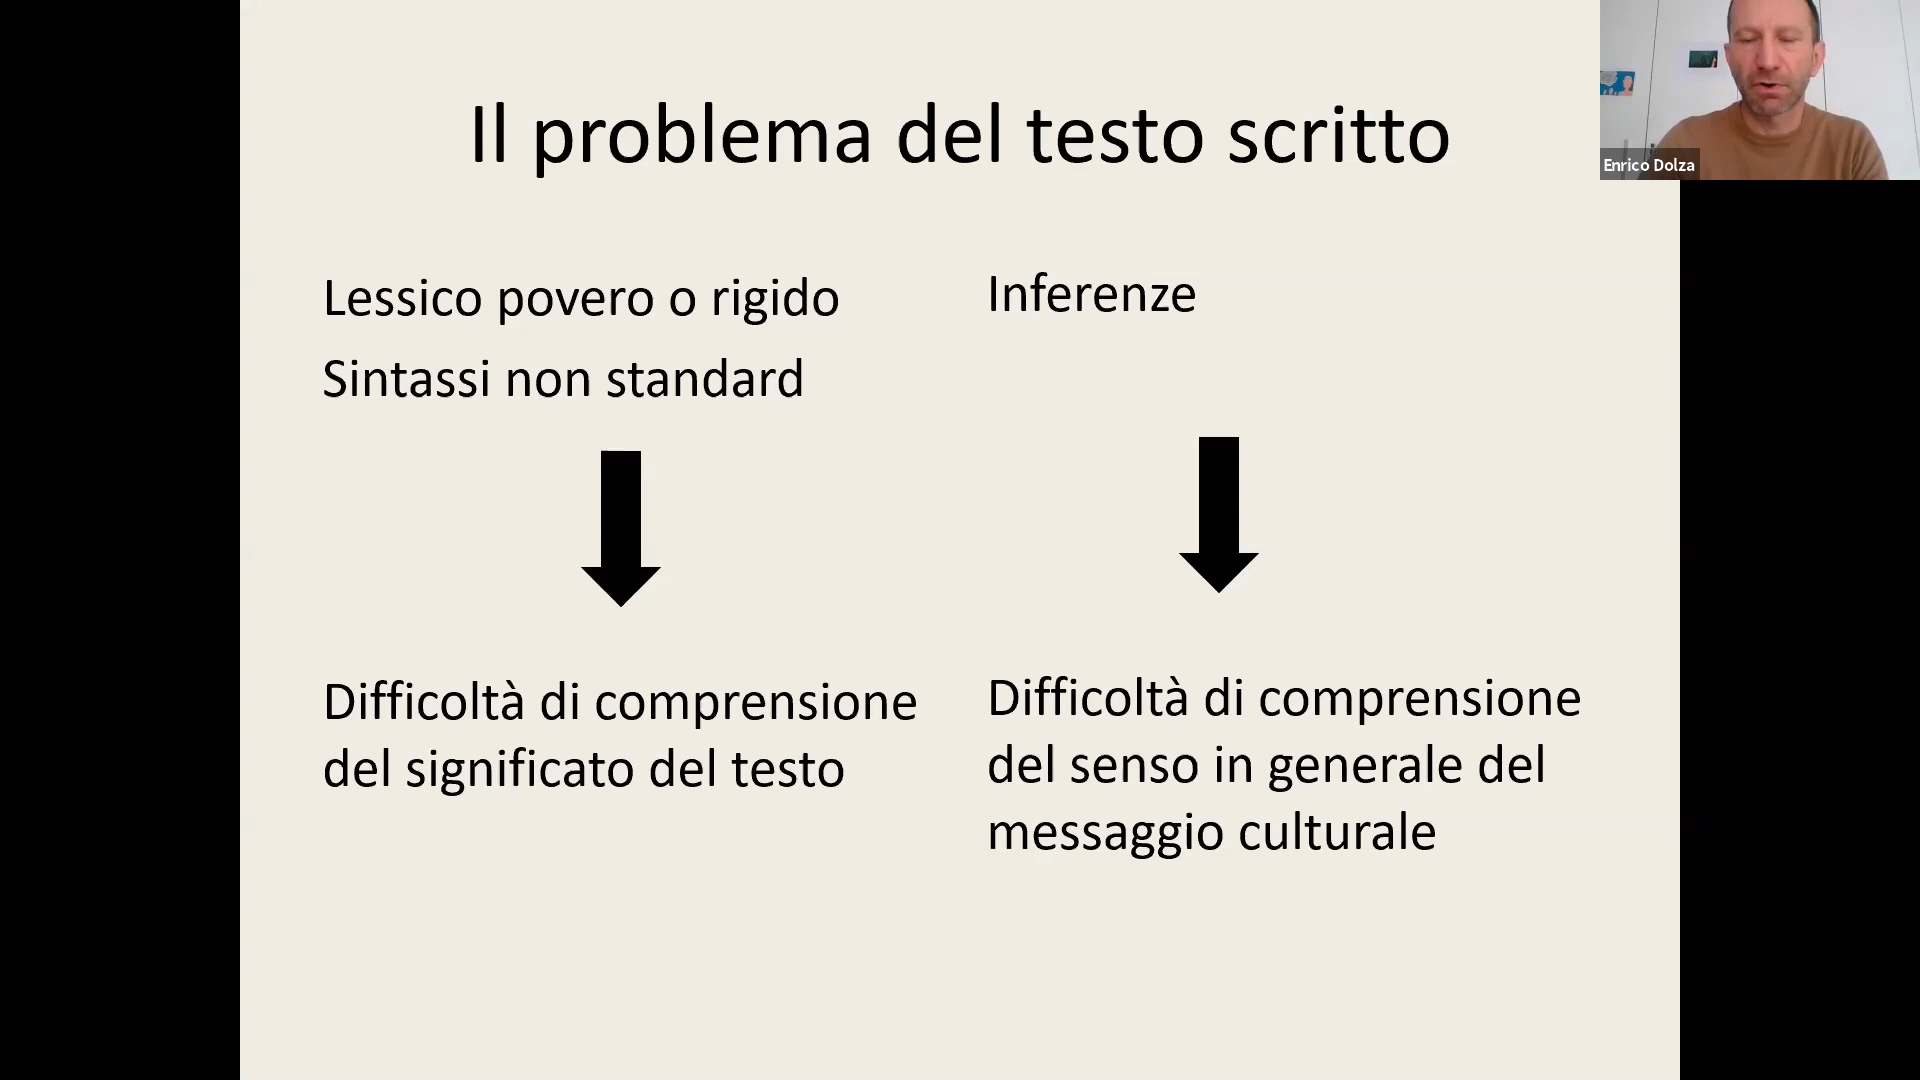 Il problema del testo scritto
Lessico povero o rigido
Sintassi non standard
Inferenze
Difficoltà di comprensione
del significato del testo
Difficoltà di comprensione
del senso in generale del
messaggio culturale
Enrico Dolza